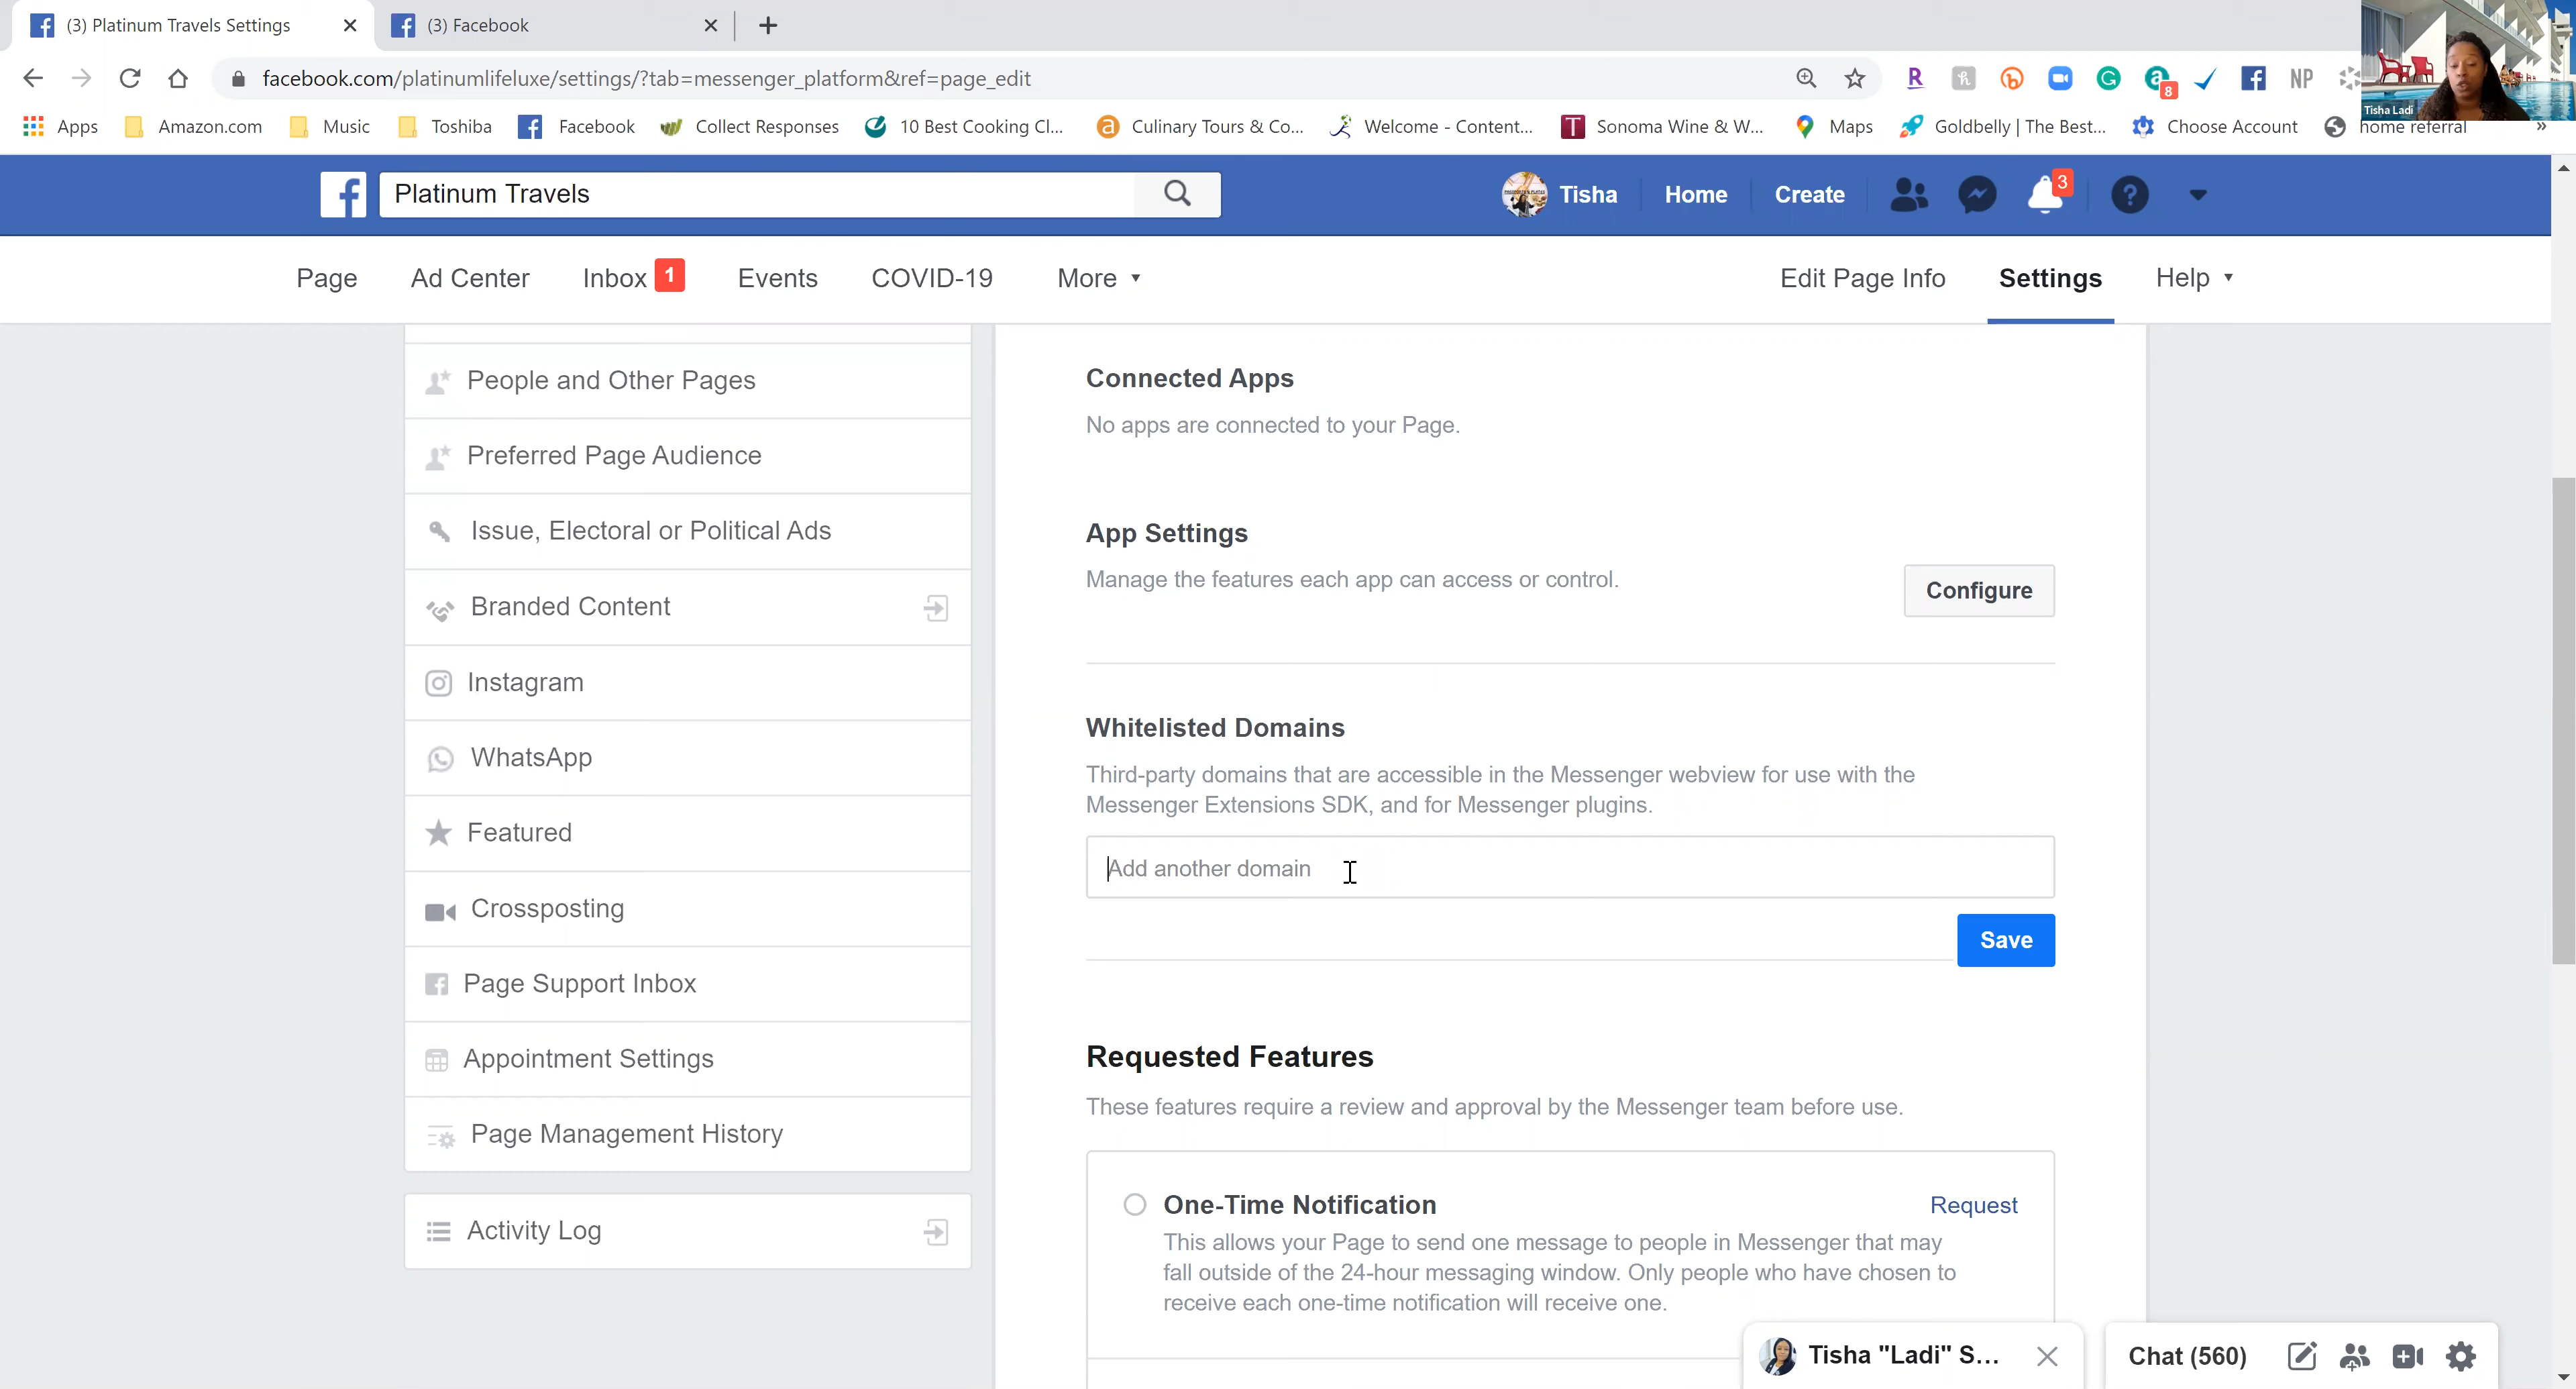 (3) Platinum Travels Settings
(3) Facebook
facebook.com/platinumlifeluxe/settings/?tab=messenger_platform&ref=page_edit
8
NP
Tisha Ladi
Apps
Amazon.com
Music
Toshiba
Facebook
Collect Responses
10 Best Cooking Cl...
Culinary Tours & Co...
Welcome - Content...
Sonoma Wine & W...
Maps
Goldbelly | The Best...
Choose Account
home referral
»
Platinum Travels
Tisha
Home
Create
3
Page
Ad Center
Inbox 1
Events
COVID-19
More
Edit Page Info
Settings
Help
People and Other Pages
Preferred Page Audience
Issue, Electoral or Political Ads
Branded Content
Instagram
WhatsApp
Featured
Crossposting
Page Support Inbox
Appointment Settings
Page Management History
Activity Log
Connected Apps
No apps are connected to your Page.
App Settings
Manage the features each app can access or control.
Configure
Whitelisted Domains
Third-party domains that are accessible in the Messenger webview for use with the
Messenger Extensions SDK, and for Messenger plugins.
Add another domain
Save
Requested Features
These features require a review and approval by the Messenger team before use.
One-Time Notification
Request
This allows your Page to send one message to people in Messenger that may
fall outside of the 24-hour messaging window. Only people who have chosen to
receive each one-time notification will receive one.
Tisha "Ladi" S...
Chat (560)